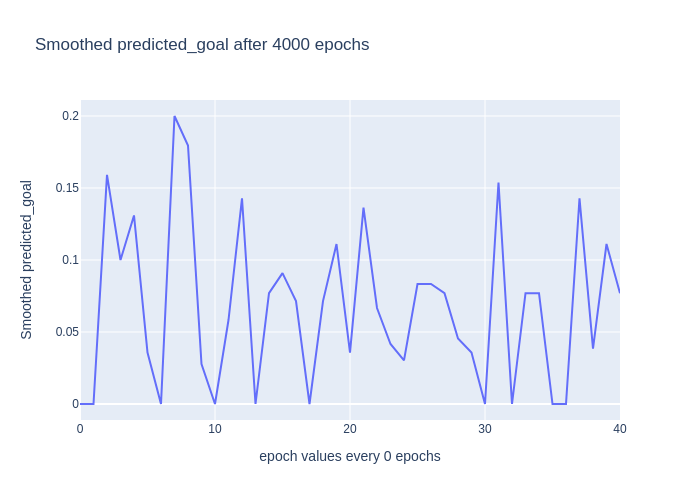 Smoothed predicted_goal after 4000 epochs
0.2
0.15
0.1
0.05
0
Smoothed predicted_goal
0 10 20 30 40
epoch values every 0 epochs